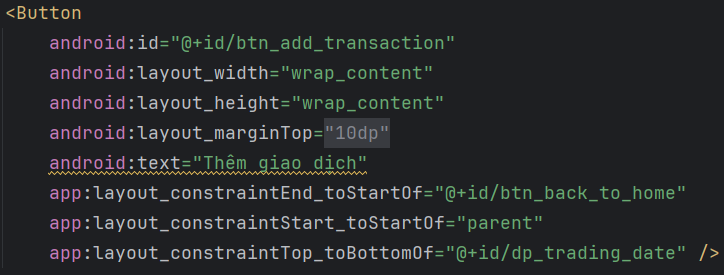 <Button
android:id="@+id/btn_add_transaction"
android:layout_width="wrap_content"
android:layout_height="wrap_content"
android:layout_marginTop="10dp"
android:text="Thêm giao dịch"
app:layout_constraintEnd_toStartOf="@+id/btn_back_to_home"
app:layout_constraintStart_toStartOf="parent"
app:layout_constraintTop_toBottomOf="@+id/dp_trading_date" />